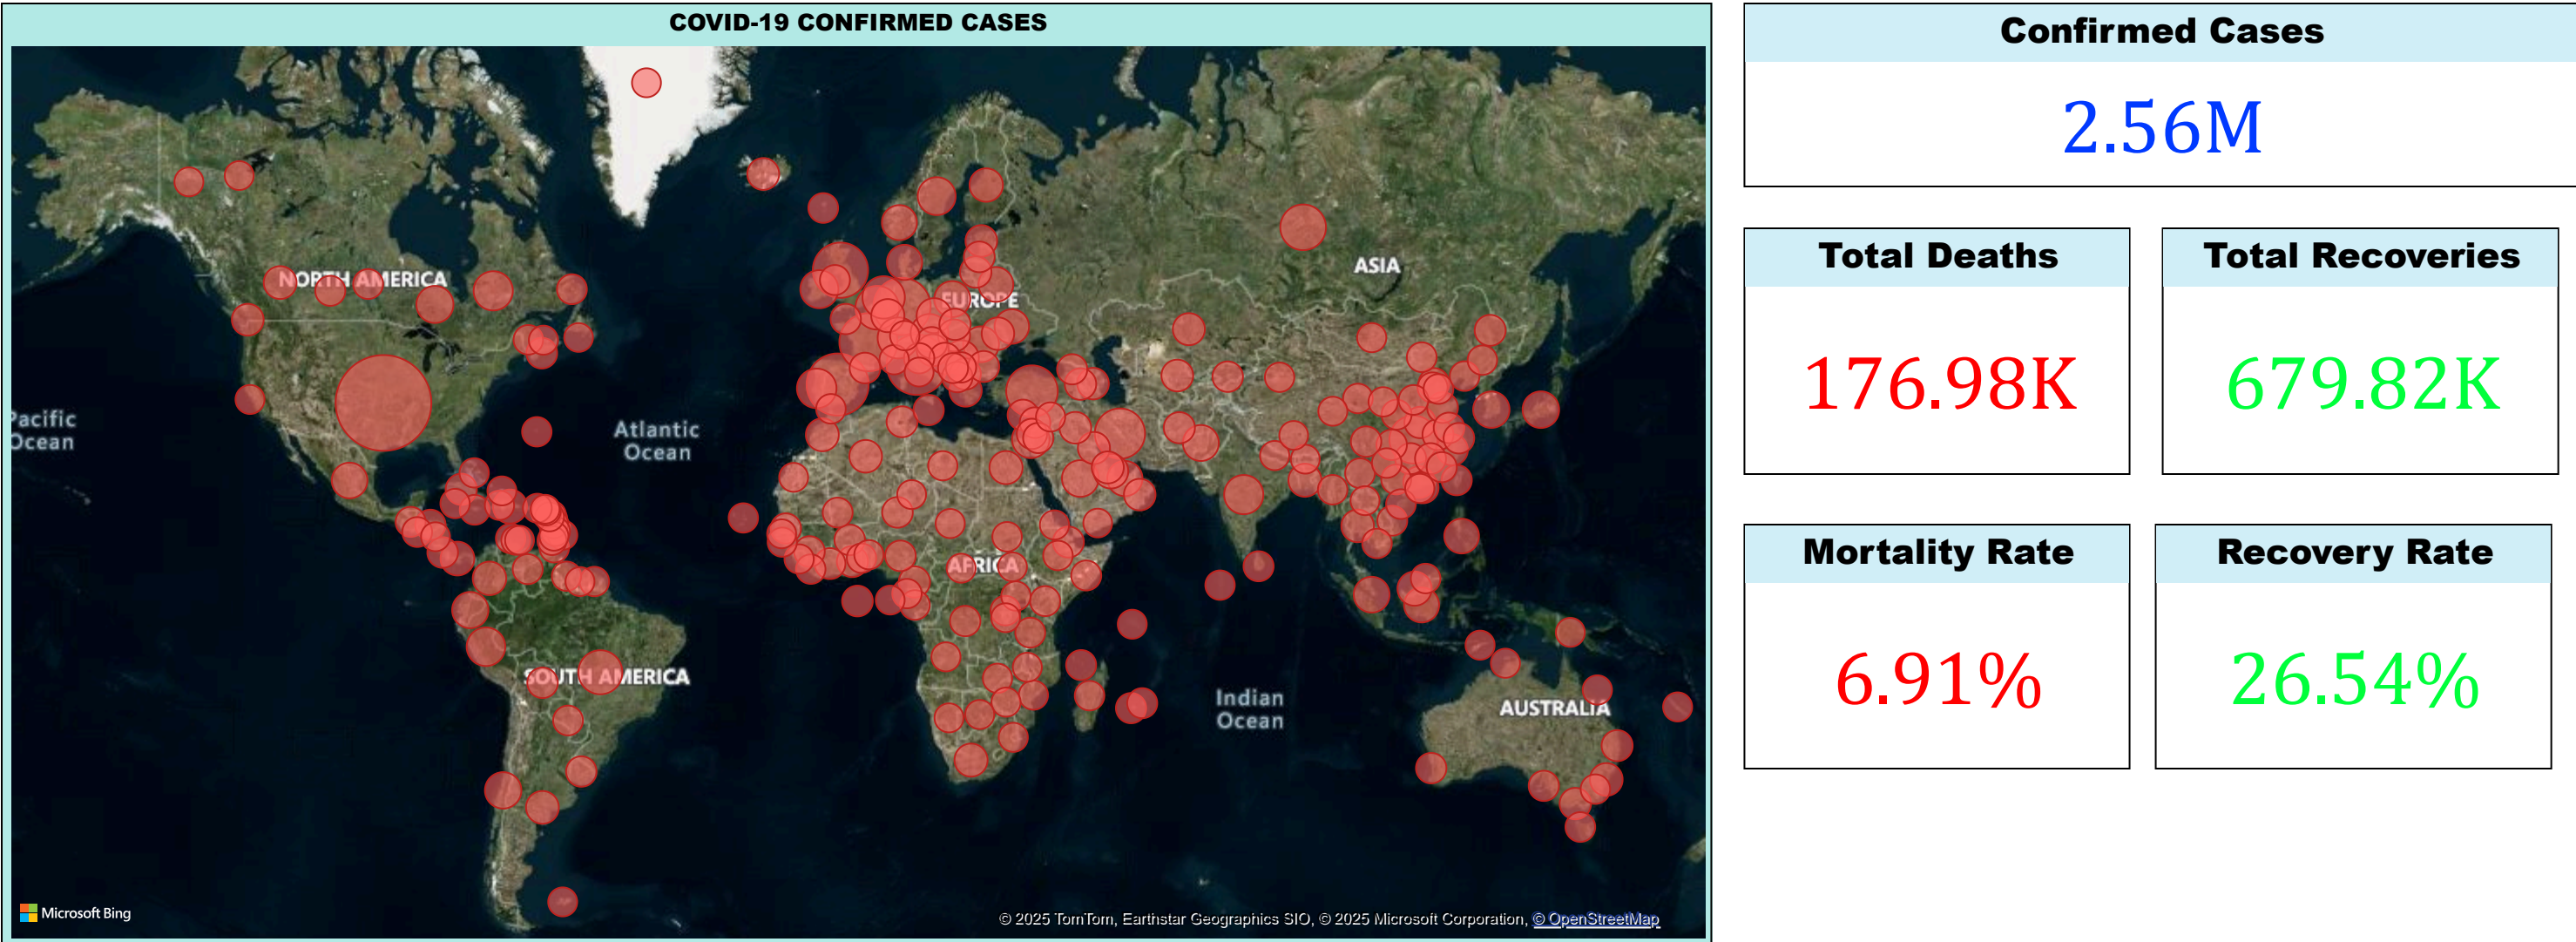 COVID-19 CONFIRMED CASES
NORTH AMERICA
EUROPE
ASIA
Pacific
Ocean
Atlantic
Ocean
AFRICA
SOUTH AMERICA
Indian
Ocean
AUSTRALIA
Microsoft Bing
© 2025 TomTom, Earthstar Geographics SIO, © 2025 Microsoft Corporation, © OpenStreetMap
Confirmed Cases
2.56M
Total Deaths
176.98K
Total Recoveries
679.82K
Mortality Rate
6.91%
Recovery Rate
26.54%